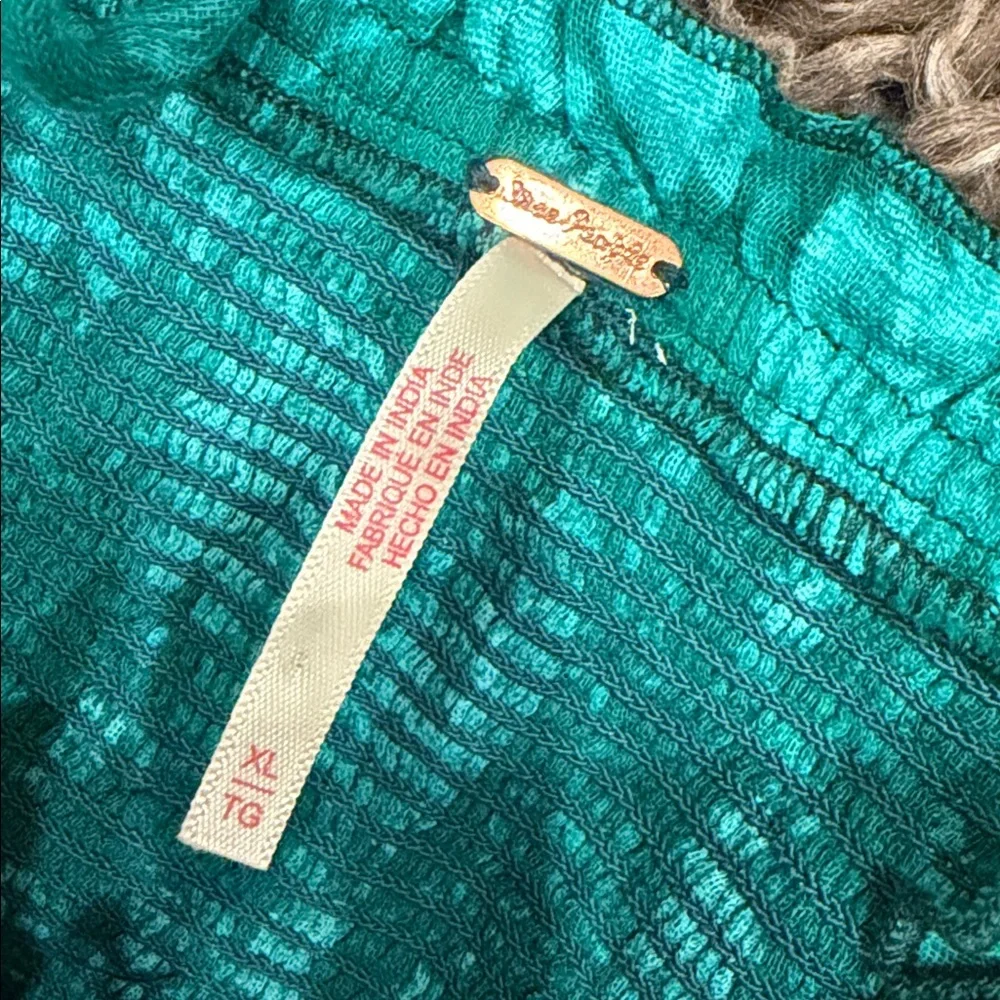 Free People
MADE IN INDIA
FABRIQUÉ EN INDE
HECHO EN INDIA
XL
TG